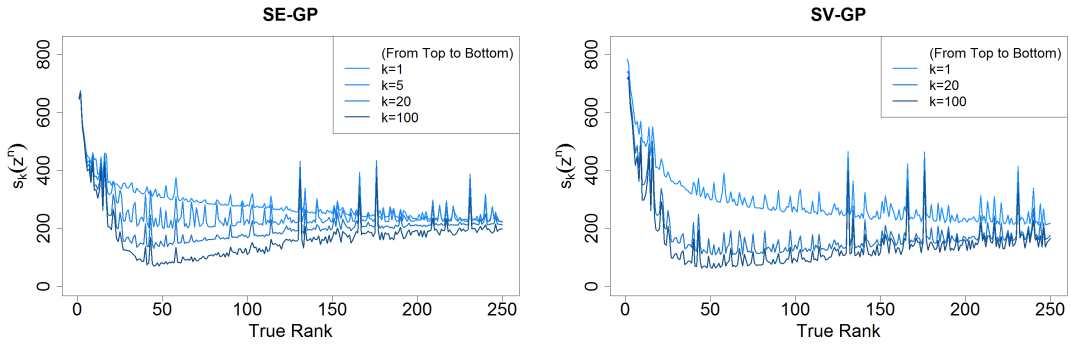 SE-GP
800
600
400
200
0
s_k(z^n)
0 50 100 150 200 250
True Rank
(From Top to Bottom)
k=1
k=5
k=20
k=100
SV-GP
800
600
400
200
0
s_k(z^n)
0 50 100 150 200 250
True Rank
(From Top to Bottom)
k=1
k=20
k=100